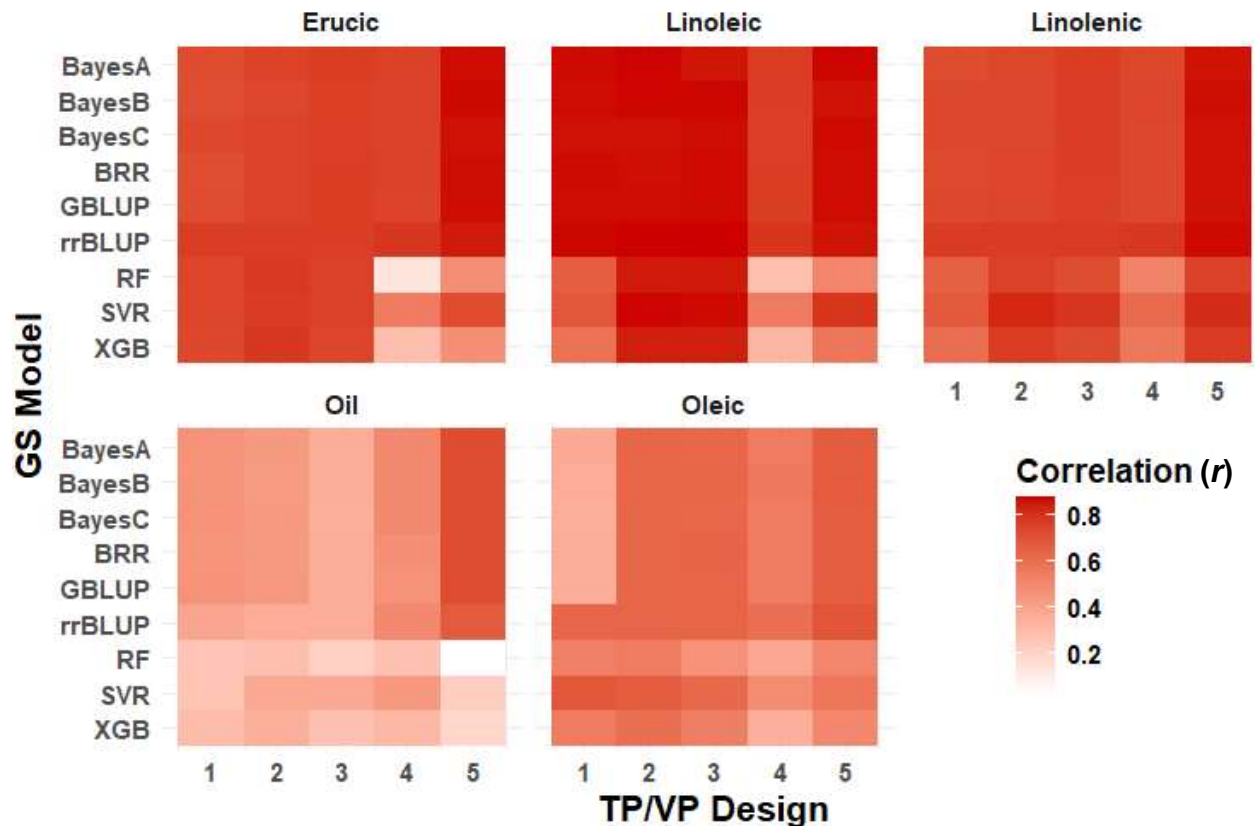 Erucic
Linoleic
Linolenic
BayesA
BayesB
BayesC
BRR
GBLUP
rrBLUP
RF
SVR
XGB
1 2 3 4 5
Oil
Oleic
GS Model
BayesA
BayesB
BayesC
BRR
GBLUP
rrBLUP
RF
SVR
XGB
Correlation (r)
0.8
0.6
0.4
0.2
1 2 3 4 5
1 2 3 4 5
TP/VP Design